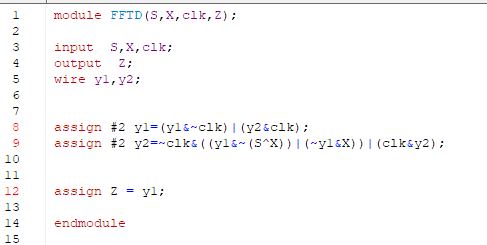 1 module FFTD(S,X,clk,Z);
2
3 input S,X,clk;
4 output Z;
5 wire y1,y2;
6
7
8 assign #2 y1=(y1&~clk)|(y2&clk);
9 assign #2 y2=~clk&((y1&~(S^X))|(~y1&X))|(clk&y2);
10
11
12 assign Z = y1;
13
14 endmodule
15